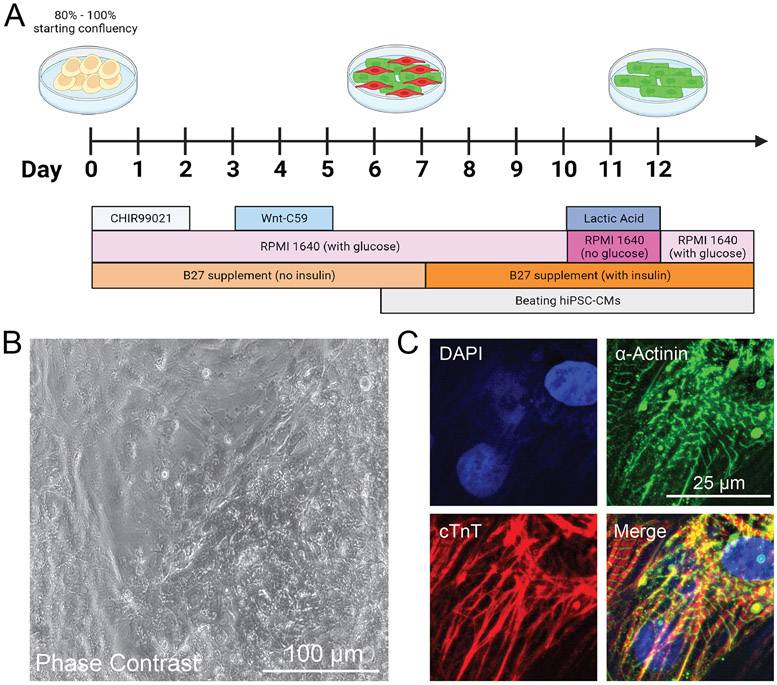 A
80% - 100%
starting confluency
Day 0 1 2 3 4 5 6 7 8 9 10 11 12
CHIR99021 Wnt-C59 Lactic Acid
RPMI 1640 (with glucose)
RPMI 1640
(no glucose)
RPMI 1640
(with glucose)
B27 supplement (no insulin) B27 supplement (with insulin)
Beating hiPSC-CMs
B
Phase Contrast
100 μm
C
DAPI
α-Actinin
25 μm
cTnT
Merge